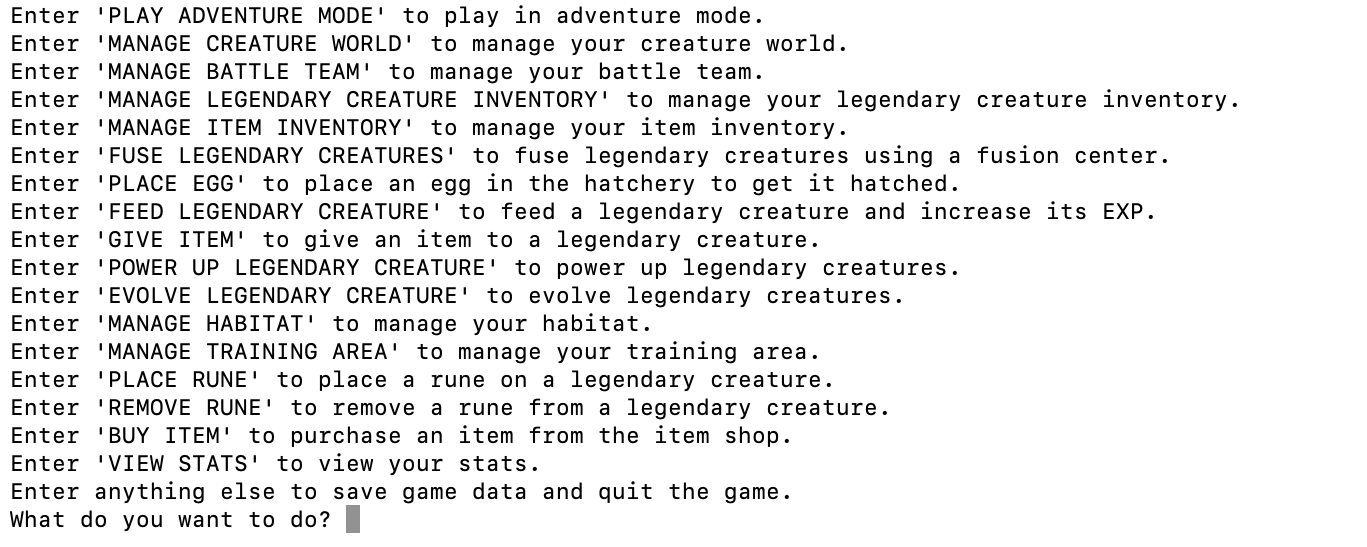 Enter 'PLAY ADVENTURE MODE' to play in adventure mode.
Enter 'MANAGE CREATURE WORLD' to manage your creature world.
Enter 'MANAGE BATTLE TEAM' to manage your battle team.
Enter 'MANAGE LEGENDARY CREATURE INVENTORY' to manage your legendary creature inventory.
Enter 'MANAGE ITEM INVENTORY' to manage your item inventory.
Enter 'FUSE LEGENDARY CREATURES' to fuse legendary creatures using a fusion center.
Enter 'PLACE EGG' to place an egg in the hatchery to get it hatched.
Enter 'FEED LEGENDARY CREATURE' to feed a legendary creature and increase its EXP.
Enter 'GIVE ITEM' to give an item to a legendary creature.
Enter 'POWER UP LEGENDARY CREATURE' to power up legendary creatures.
Enter 'EVOLVE LEGENDARY CREATURE' to evolve legendary creatures.
Enter 'MANAGE HABITAT' to manage your habitat.
Enter 'MANAGE TRAINING AREA' to manage your training area.
Enter 'PLACE RUNE' to place a rune on a legendary creature.
Enter 'REMOVE RUNE' to remove a rune from a legendary creature.
Enter 'BUY ITEM' to purchase an item from the item shop.
Enter 'VIEW STATS' to view your stats.
Enter anything else to save game data and quit the game.
What do you want to do?